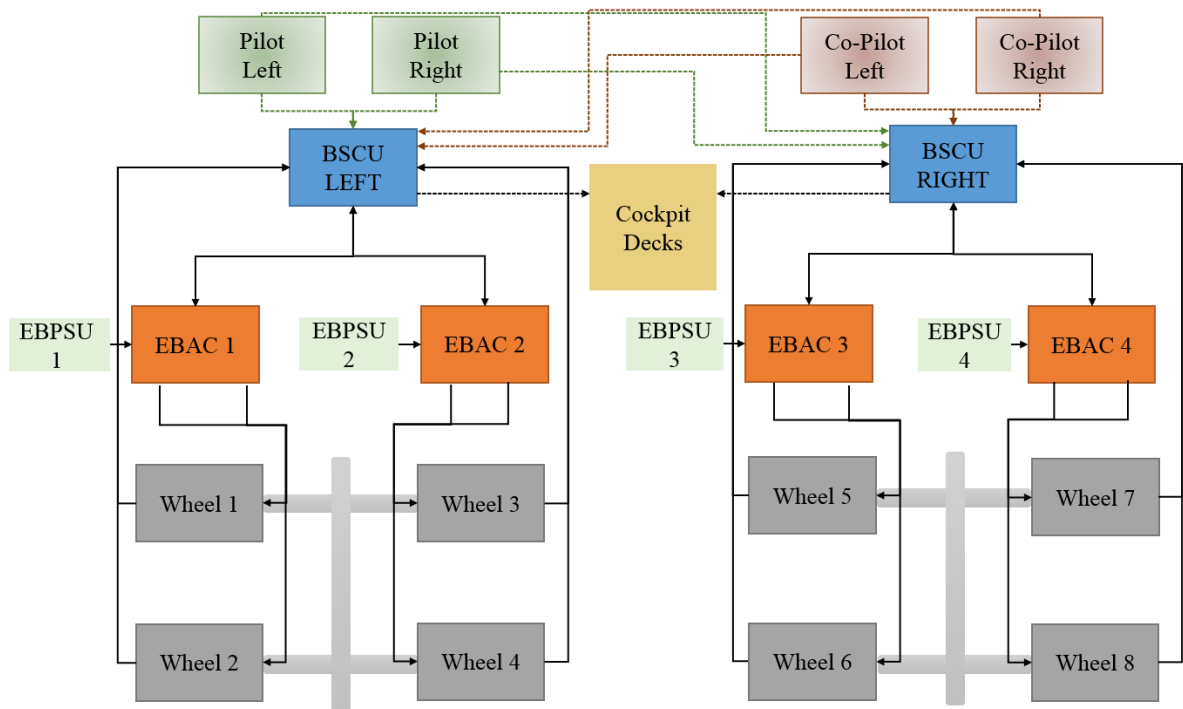 Pilot
Left
Pilot
Right
Co-Pilot
Left
Co-Pilot
Right
BSCU
LEFT
BSCU
RIGHT
Cockpit
Decks
EBPSU
1
EBAC 1
EBPSU
2
EBAC 2
EBPSU
3
EBAC 3
EBPSU
4
EBAC 4
Wheel 1
Wheel 3
Wheel 5
Wheel 7
Wheel 2
Wheel 4
Wheel 6
Wheel 8